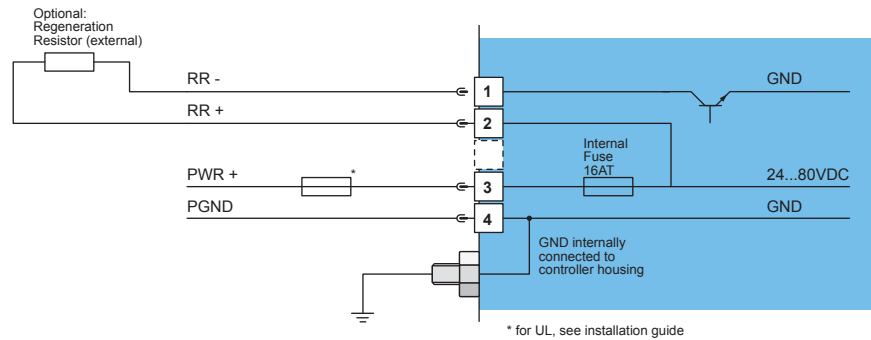 Optional:
Regeneration
Resistor (external)
RR -
1
GND
RR +
2
Internal
Fuse
16AT
PWR +
*
3
24...80VDC
PGND
4
GND
GND internally
connected to
controller housing
* for UL, see installation guide